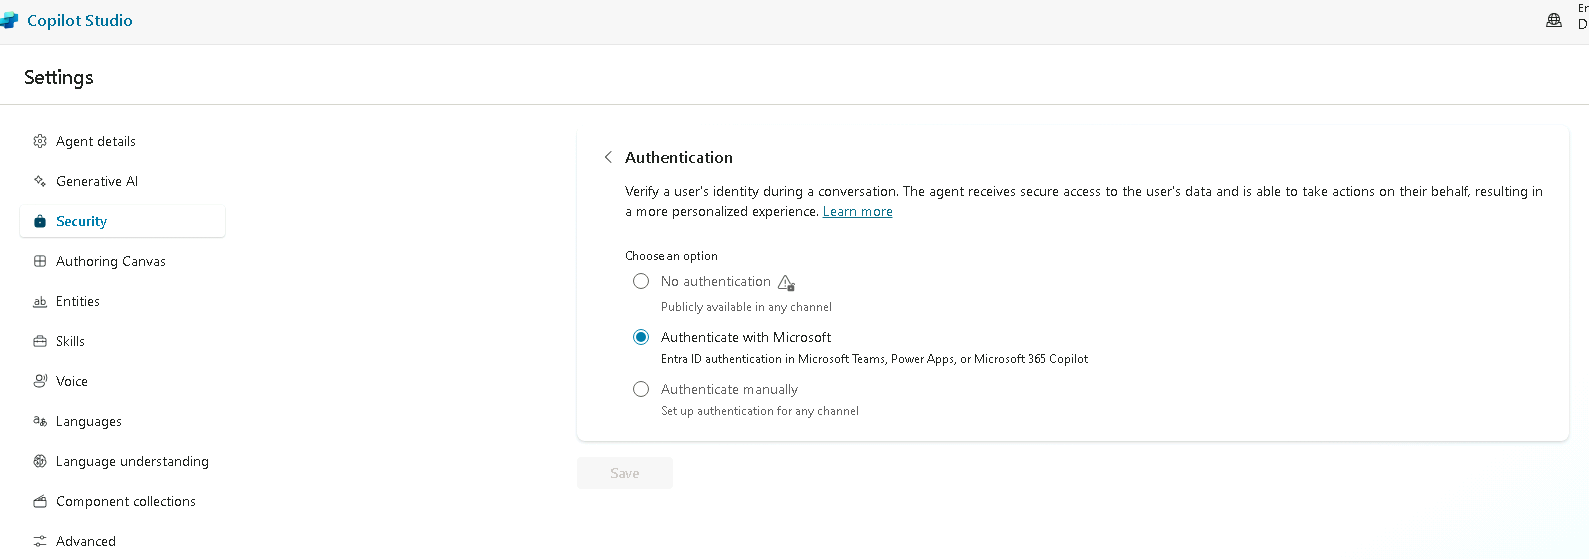 Copilot Studio
En
D
Settings
Agent details
Generative AI
Security
Authoring Canvas
Entities
Skills
Voice
Languages
Language understanding
Component collections
Advanced
Authentication
Verify a user's identity during a conversation. The agent receives secure access to the user's data and is able to take actions on their behalf, resulting in
a more personalized experience. Learn more
Choose an option
No authentication
Publicly available in any channel
Authenticate with Microsoft
Entra ID authentication in Microsoft Teams, Power Apps, or Microsoft 365 Copilot
Authenticate manually
Set up authentication for any channel
Save